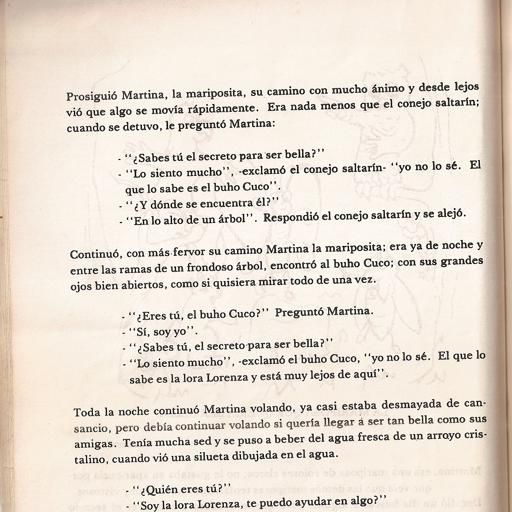 Prosiguió Martina, la mariposita, su camino con mucho ánimo y desde lejos
vió que algo se movía rápidamente. Era nada menos que el conejo saltarín;
cuando se detuvo, le preguntó Martina:
- "¿Sabes tú el secreto para ser bella?"
- "Lo siento mucho", -exclamó el conejo saltarín- "yo no lo sé. El
que lo sabe es el buho Cuco".
- "¿Y dónde se encuentra él?"
- "En lo alto de un árbol". Respondió el conejo saltarín y se alejó.
Continuó, con más fervor su camino Martina la mariposita; era ya de noche y
entre las ramas de un frondoso árbol, encontró al buho Cuco; con sus grandes
ojos bien abiertos, como si quisiera mirar todo de una vez.
- "¿Eres tú, el buho Cuco?" Preguntó Martina.
- "Sí, soy yo".
- "¿Sabes tú, el secreto para ser bella?"
- "Lo siento mucho", -exclamó el buho Cuco, "yo no lo sé. El que lo
sabe es la lora Lorenza y está muy lejos de aquí".
Toda la noche continuó Martina volando, ya casi estaba desmayada de can-
sancio, pero debía continuar volando si quería llegar a ser tan bella como sus
amigas. Tenía mucha sed y se puso a beber del agua fresca de un arroyo cris-
talino, cuando vió una silueta dibujada en el agua.
- "¿Quién eres tú?"
- "Soy la lora Lorenza, te puedo ayudar en algo?"